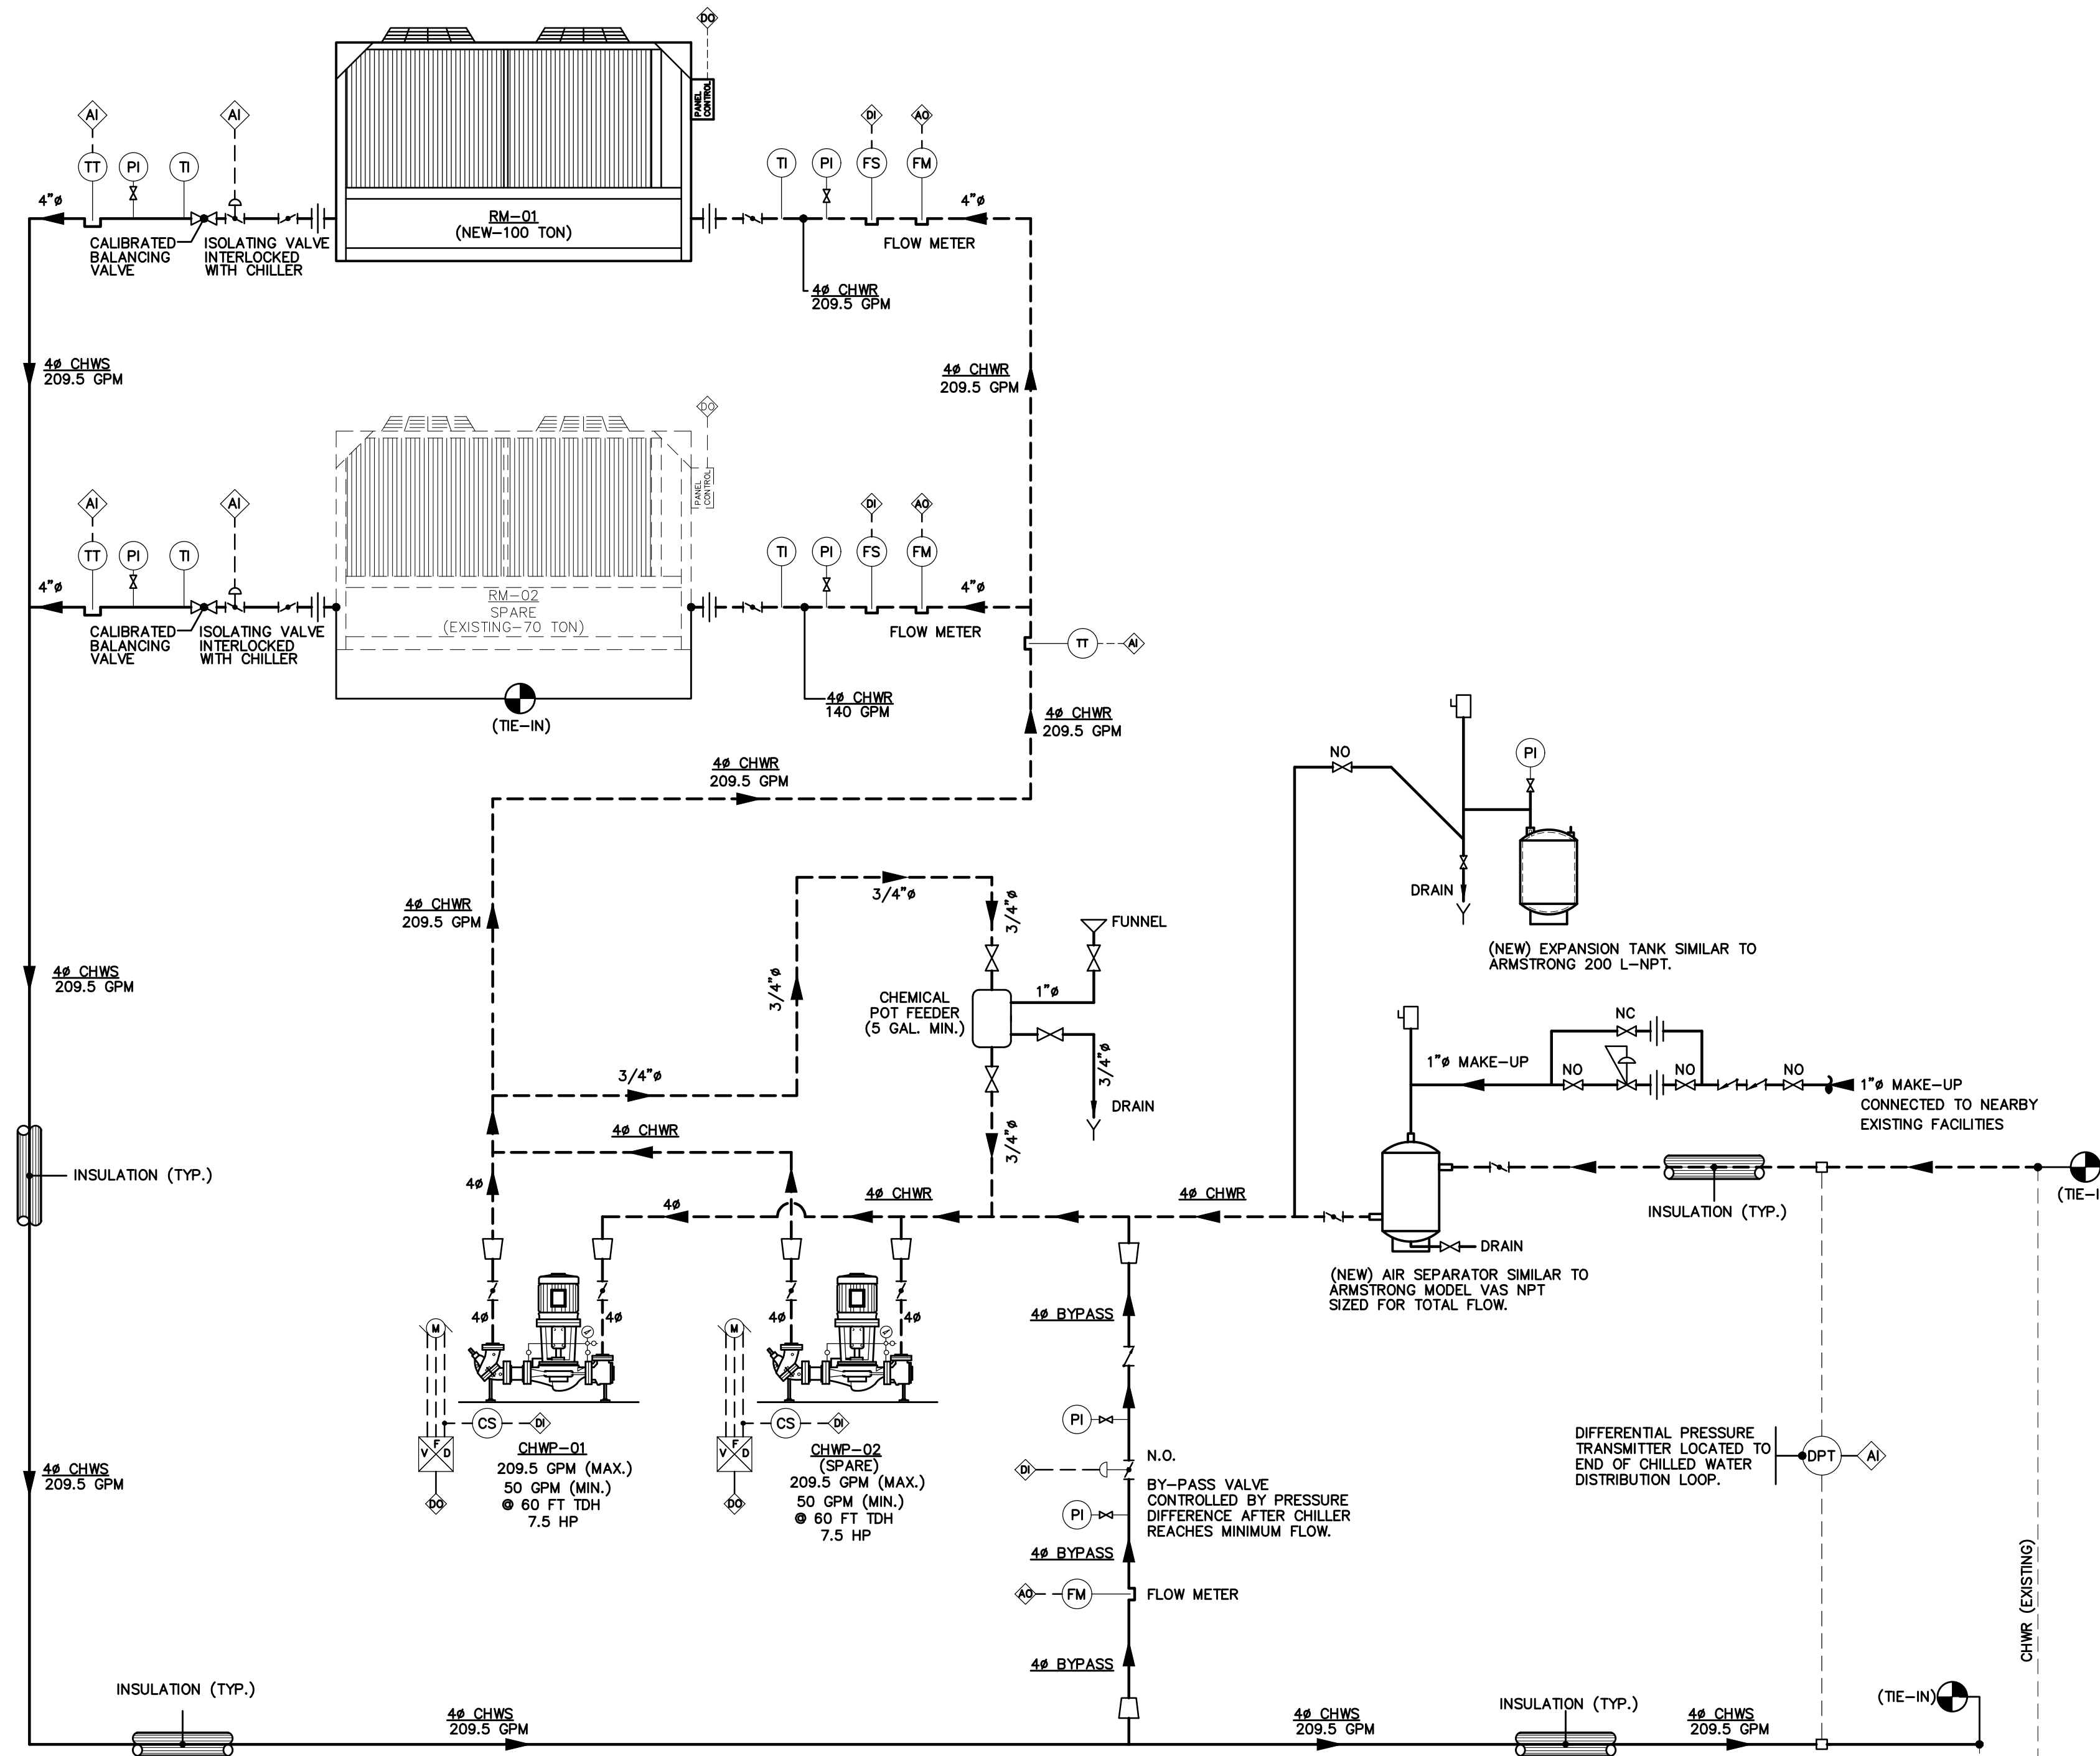 DO
PANEL
CONTROL
AI
AI
DI
AO
TT
PI
TI
TI
PI
FS
FM
4"ø
4"ø
RM-01
(NEW-100 TON)
CALIBRATED
BALANCING
VALVE
ISOLATING VALVE
INTERLOCKED
WITH CHILLER
FLOW METER
4ø CHWR
209.5 GPM
4ø CHWS
209.5 GPM
4ø CHWR
209.5 GPM
DO
PANEL
CONTROL
AI
AI
DI
AO
TT
PI
TI
TI
PI
FS
FM
4"ø
4"ø
RM-02
SPARE
(EXISTING-70 TON)
CALIBRATED
BALANCING
VALVE
ISOLATING VALVE
INTERLOCKED
WITH CHILLER
FLOW METER
TT
AI
4ø CHWR
140 GPM
(TIE-IN)
4ø CHWR
209.5 GPM
4ø CHWR
209.5 GPM
NO
PI
DRAIN
(NEW) EXPANSION TANK SIMILAR TO
ARMSTRONG 200 L-NPT.
3/4"ø
3/4"ø
4ø CHWR
209.5 GPM
FUNNEL
4ø CHWS
209.5 GPM
3/4"ø
CHEMICAL
POT FEEDER
(5 GAL. MIN.)
1"ø
3/4"ø
DRAIN
3/4"ø
3/4"ø
NC
1"ø MAKE-UP
NO
NO
NO
1"ø MAKE-UP
CONNECTED TO NEARBY
EXISTING FACILITIES
4ø CHWR
INSULATION (TYP.)
4ø
4ø
4ø CHWR
4ø CHWR
INSULATION (TYP.)
(TIE-I
DRAIN
(NEW) AIR SEPARATOR SIMILAR TO
ARMSTRONG MODEL VAS NPT
SIZED FOR TOTAL FLOW.
4ø
4ø
4ø
4ø
4ø BYPASS
M
M
CS
DI
CS
DI
V
F
D
V
F
D
DO
DO
CHWP-01
209.5 GPM (MAX.)
50 GPM (MIN.)
@ 60 FT TDH
7.5 HP
CHWP-02
(SPARE)
209.5 GPM (MAX.)
50 GPM (MIN.)
@ 60 FT TDH
7.5 HP
PI
DI
N.O.
BY-PASS VALVE
CONTROLLED BY PRESSURE
DIFFERENCE AFTER CHILLER
REACHES MINIMUM FLOW.
PI
4ø BYPASS
AO
FM
FLOW METER
4ø BYPASS
DIFFERENTIAL PRESSURE
TRANSMITTER LOCATED TO
END OF CHILLED WATER
DISTRIBUTION LOOP.
DPT
AI
CHWR (EXISTING)
4ø CHWS
209.5 GPM
INSULATION (TYP.)
4ø CHWS
209.5 GPM
4ø CHWS
209.5 GPM
INSULATION (TYP.)
4ø CHWS
209.5 GPM
(TIE-IN)